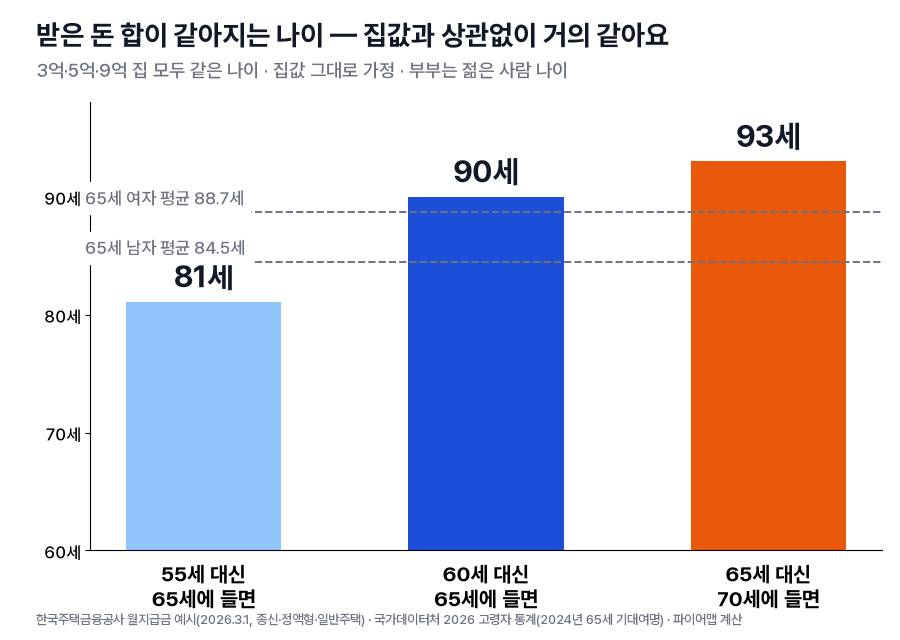 받은 돈 합이 같아지는 나이 — 집값과 상관없이 거의 같아요
3억·5억·9억 집 모두 같은 나이 · 집값 그대로 가정 · 부부는 젊은 사람 나이
93세
90세
90세
65세 여자 평균 88.7세
65세 남자 평균 84.5세
81세
80세
70세
60세
55세 대신
65세에 들면
60세 대신
65세에 들면
65세 대신
70세에 들면
한국주택금융공사 월지급금 예시(2026.3.1, 종신·정액형·일반주택) · 국가데이터처 2026 고령자 통계(2024년 65세 기대여명) · 파이어맵 계산